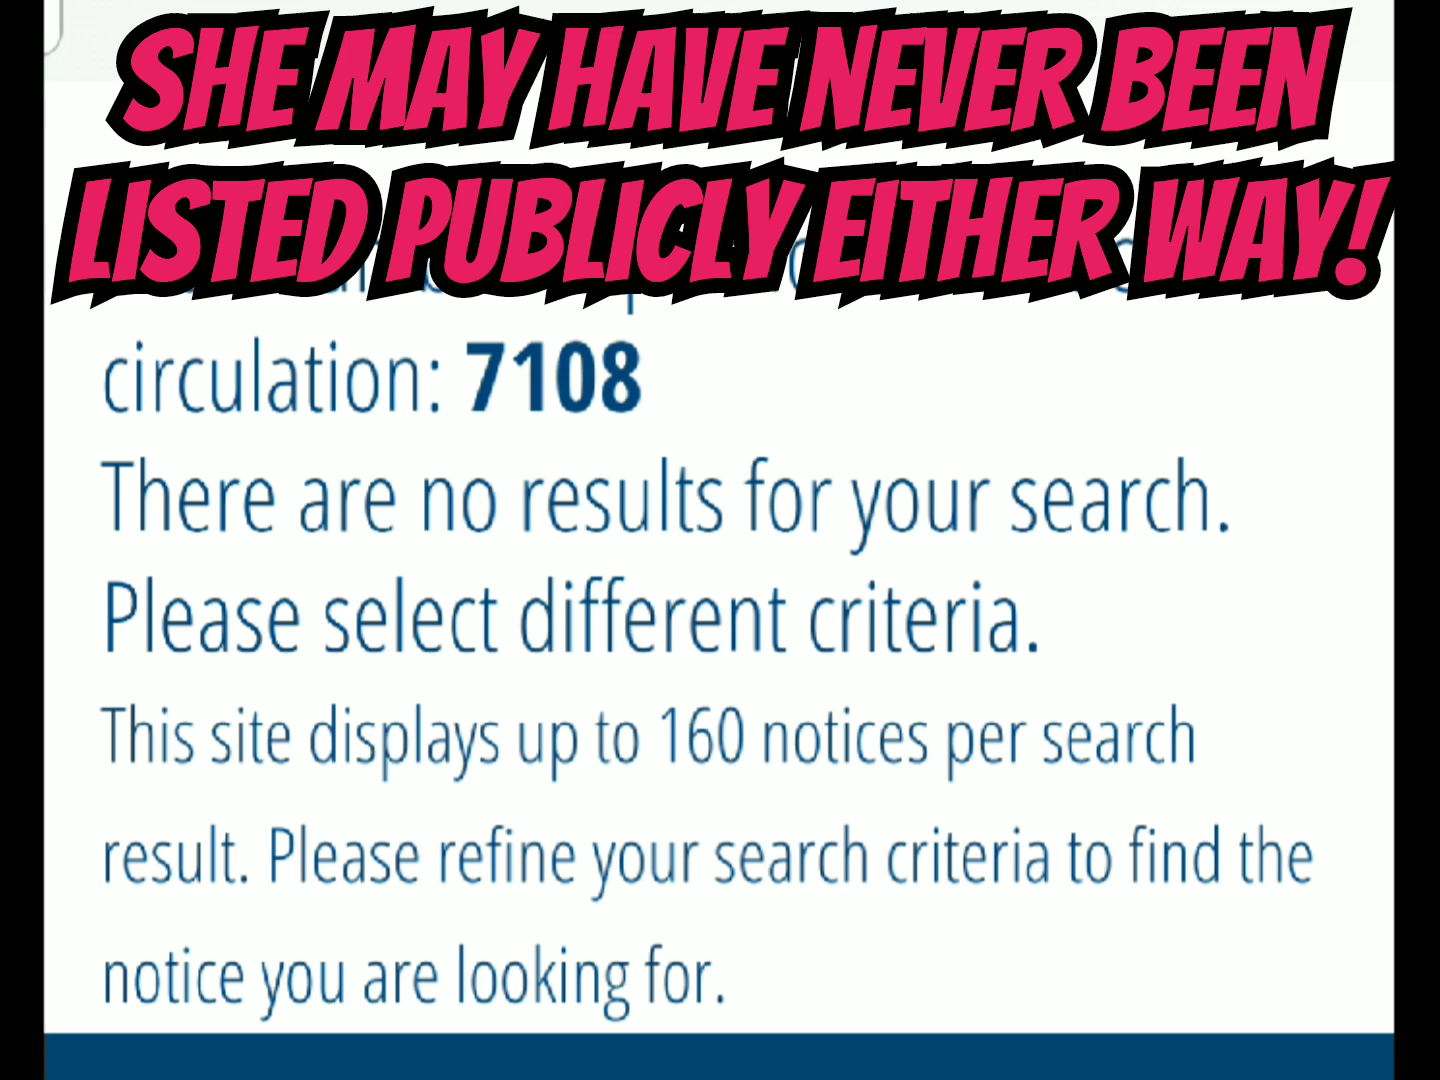 SHE MAY HAVE NEVER BEEN
LISTED PUBLICLY EITHER WAY!
circulation: 7108
There are no results for your search.
Please select different criteria.
This site displays up to 160 notices per search
result. Please refine your search criteria to find the
notice you are looking for.